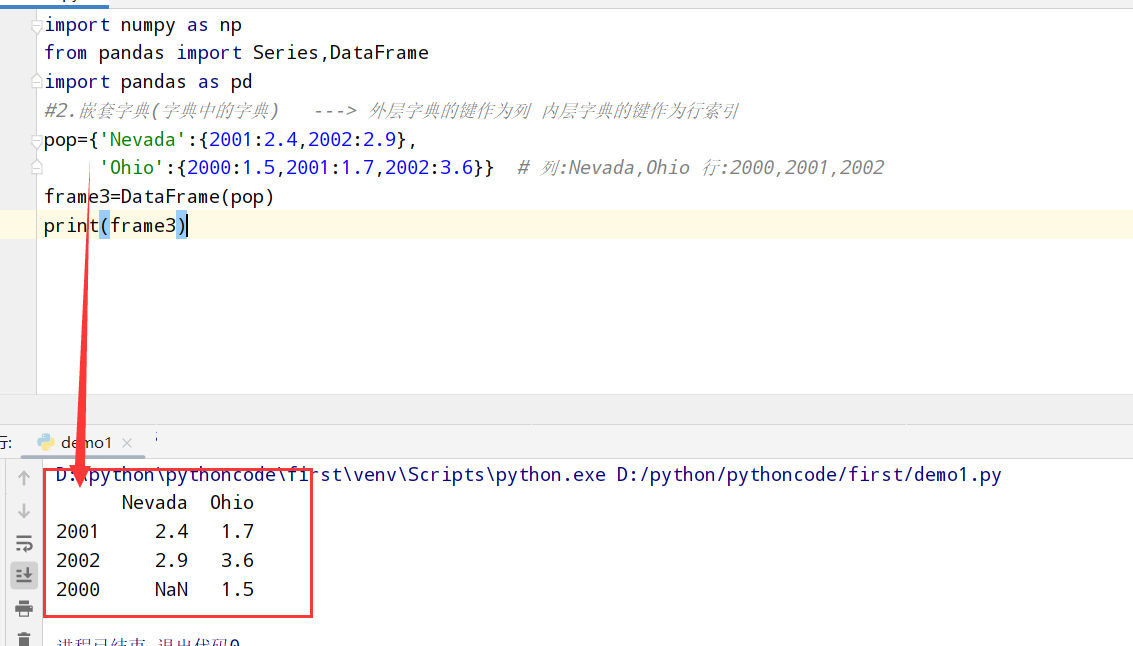 import numpy as np
from pandas import Series,DataFrame
import pandas as pd
#2.嵌套字典(字典中的字典)   ---> 外层字典的键作为列 内层字典的键作为行索引
pop={'Nevada':{2001:2.4,2002:2.9},
     'Ohio':{2000:1.5,2001:1.7,2002:3.6}}  # 列:Nevada,Ohio 行:2000,2001,2002
frame3=DataFrame(pop)
print(frame3)
行: demo1 ×
D:\python\pythoncode\first\venv\Scripts\python.exe D:/python/pythoncode/first/demo1.py
      Nevada  Ohio
2001     2.4   1.7
2002     2.9   3.6
2000     NaN   1.5
进程已结束,退出代码0